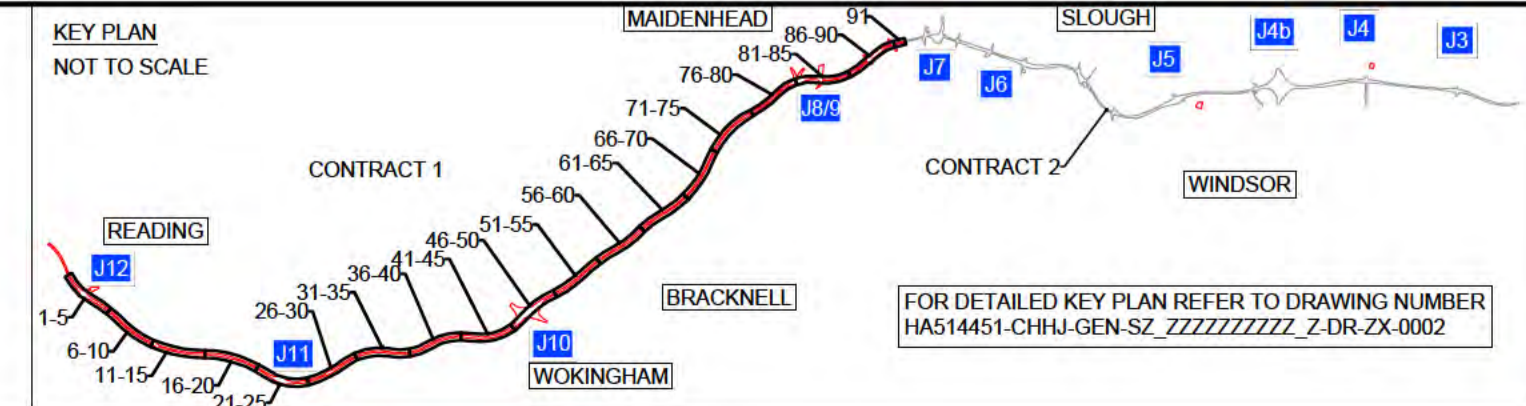 KEY PLAN
NOT TO SCALE
MAIDENHEAD
91
SLOUGH
86-90
81-85
76-80
J8/9
J7
J6
J5
J4b
J4
J3
71-75
66-70
61-65
56-60
51-55
46-50
41-45
36-40
31-35
26-30
CONTRACT 1
CONTRACT 2
WINDSOR
READING
J12
1-5
6-10
11-15
16-20
21-25
J11
J10
WOKINGHAM
BRACKNELL
FOR DETAILED KEY PLAN REFER TO DRAWING NUMBER
HA514451-CHHJ-GEN-SZ_ZZZZZZZZZZ_Z-DR-ZX-0002